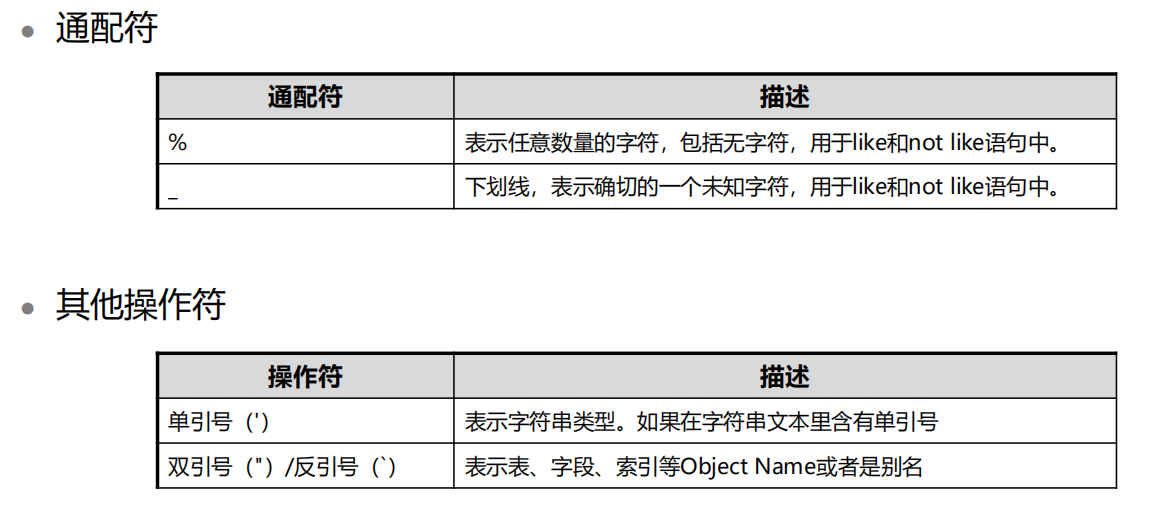 通配符
通配符 描述
% 表示任意数量的字符，包括无字符，用于like和not like语句中。
_ 下划线，表示确切的一个未知字符，用于like和not like语句中。
其他操作符
操作符 描述
单引号（'） 表示字符串类型。如果在字符串文本里含有单引号
双引号（"）/反引号（`） 表示表、字段、索引等Object Name或者是别名